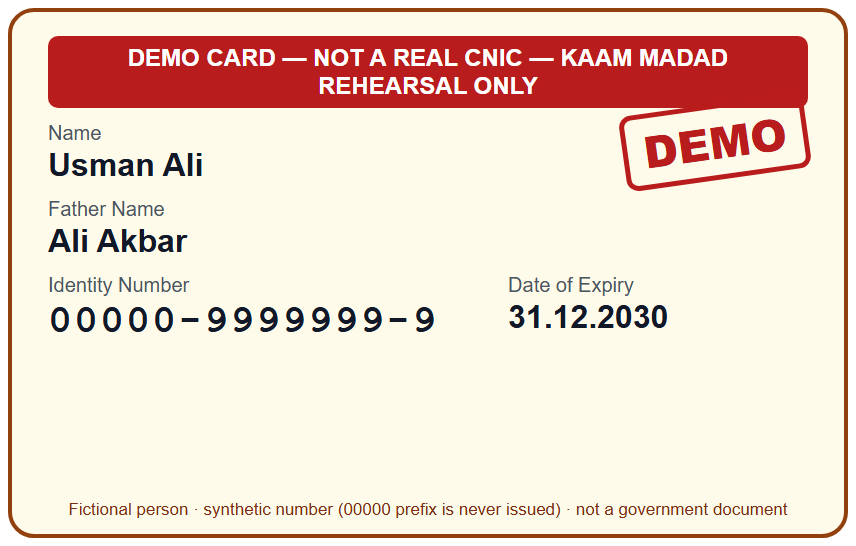 DEMO CARD — NOT A REAL CNIC — KAAM MADAD
REHEARSAL ONLY
DEMO
Name
Usman Ali
Father Name
Ali Akbar
Identity Number
00000-9999999-9
Date of Expiry
31.12.2030
Fictional person · synthetic number (00000 prefix is never issued) · not a government document